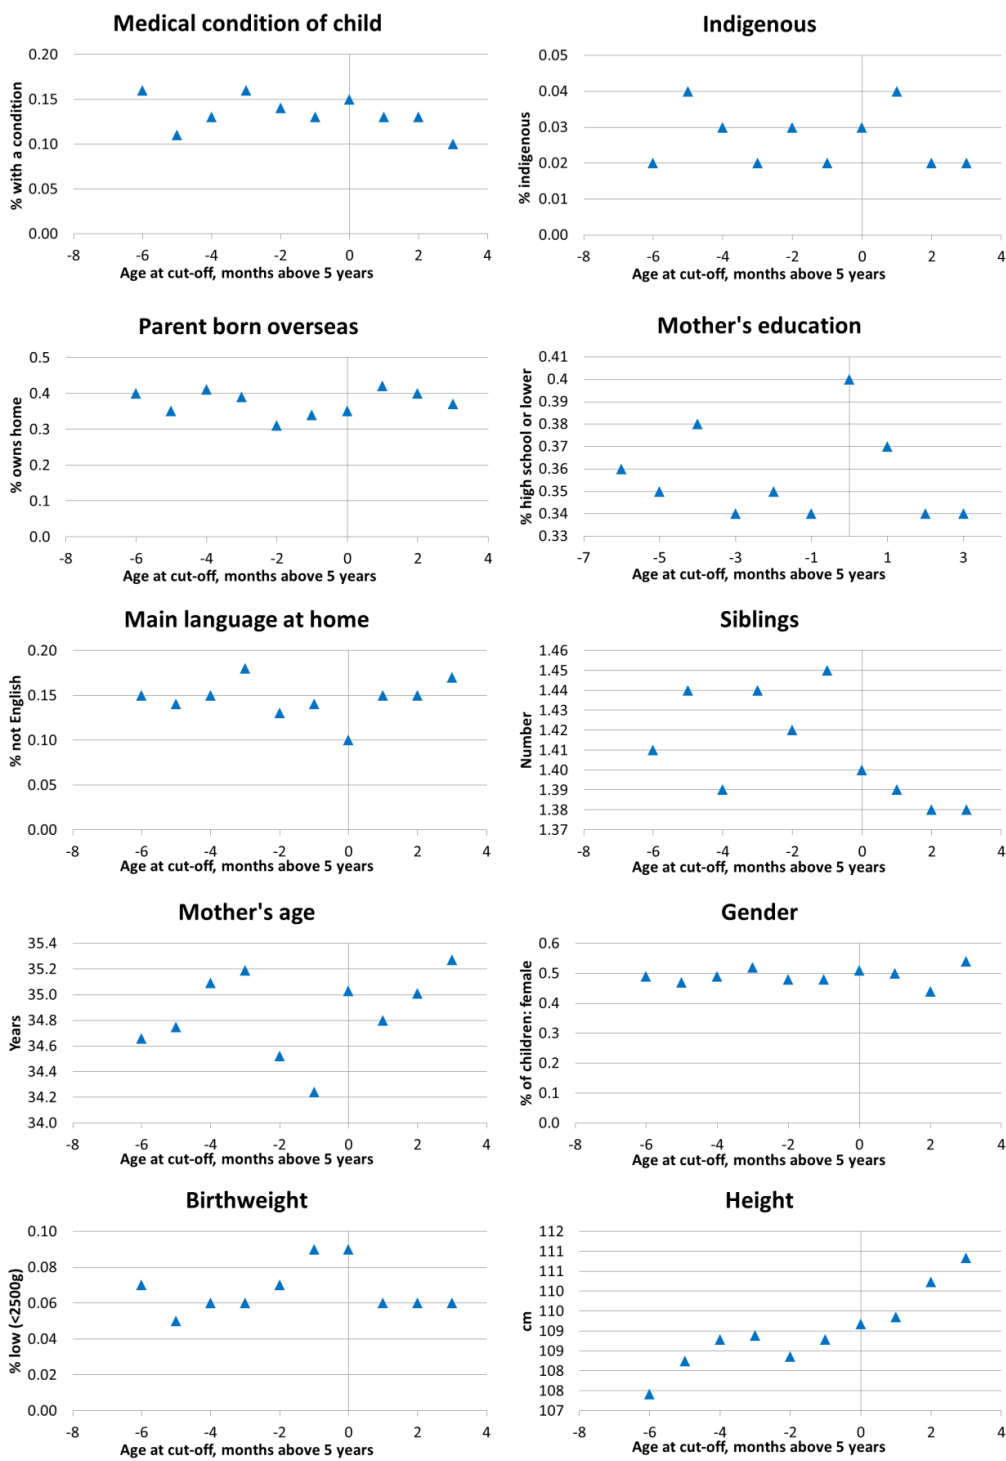 Medical condition of child
% with a condition
0.20
0.15
0.10
0.05
0.00
-8 -6 -4 -2 0 2 4
Age at cut-off, months above 5 years
Indigenous
% indigenous
0.05
0.04
0.03
0.02
0.01
0.00
-8 -6 -4 -2 0 2 4
Age at cut-off, months above 5 years
Parent born overseas
% owns home
0.5
0.4
0.3
0.2
0.1
0.0
-8 -6 -4 -2 0 2 4
Age at cut-off, months above 5 years
Mother's education
% high school or lower
0.41
0.4
0.39
0.38
0.37
0.36
0.35
0.34
0.33
-7 -5 -3 -1 1 3
Age at cut-off, months above 5 years
Main language at home
% not English
0.20
0.15
0.10
0.05
0.00
-8 -6 -4 -2 0 2 4
Age at cut-off, months above 5 years
Siblings
Number
1.46
1.45
1.44
1.43
1.42
1.41
1.40
1.39
1.38
1.37
-8 -6 -4 -2 0 2 4
Age at cut-off, months above 5 years
Mother's age
Years
35.4
35.2
35.0
34.8
34.6
34.4
34.2
34.0
-8 -6 -4 -2 0 2 4
Age at cut-off, months above 5 years
Gender
% of children: female
0.6
0.5
0.4
0.3
0.2
0.1
0.0
-8 -6 -4 -2 0 2 4
Age at cut-off, months above 5 years
Birthweight
% low (<2500g)
0.10
0.08
0.06
0.04
0.02
0.00
-8 -6 -4 -2 0 2 4
Age at cut-off, months above 5 years
Height
cm
112
111
111
110
110
109
109
108
108
107
-8 -6 -4 -2 0 2 4
Age at cut-off, months above 5 years